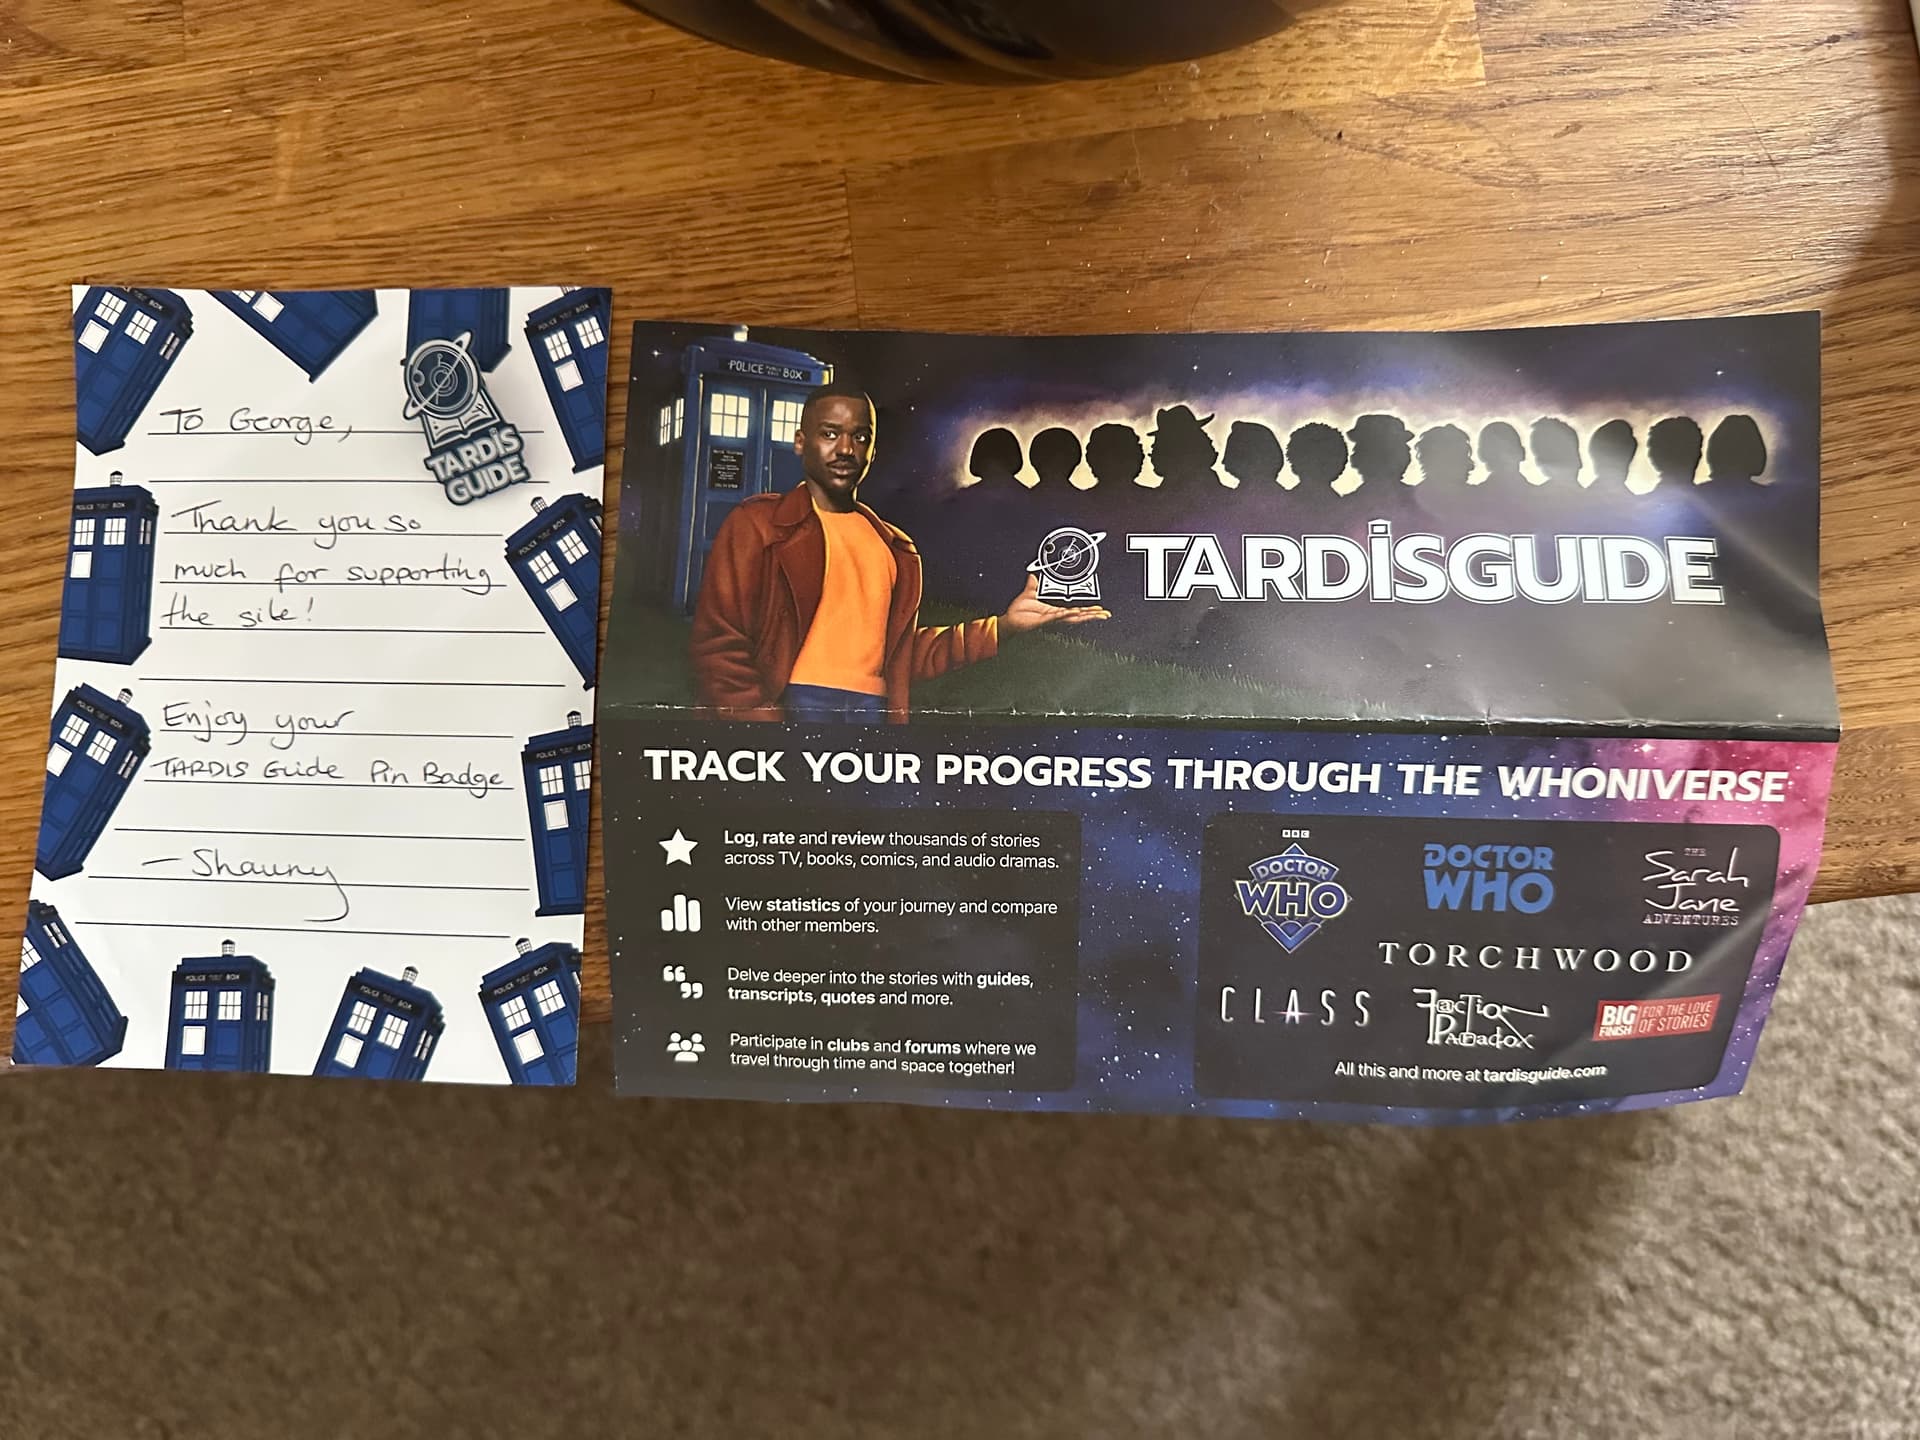 To George,
TARDIS
GUIDE
Thank you so
much for supporting
the site!
Enjoy your
TARDIS Guide Pin Badge
- Shauny
POLICE PUBLIC CALL BOX
TARDISGUIDE
TRACK YOUR PROGRESS THROUGH THE WHONIVERSE
Log, rate and review thousands of stories
across TV, books, comics, and audio dramas.
View statistics of your journey and compare
with other members.
Delve deeper into the stories with guides,
transcripts, quotes and more.
Participate in clubs and forums where we
travel through time and space together!
BBC
DOCTOR
WHO
DOCTOR
WHO
THE
Sarah
Jane
ADVENTURES
TORCHWOOD
CLASS
Faction
Paradox
BIG FINISH
FOR THE LOVE
OF STORIES
All this and more at tardisguide.com